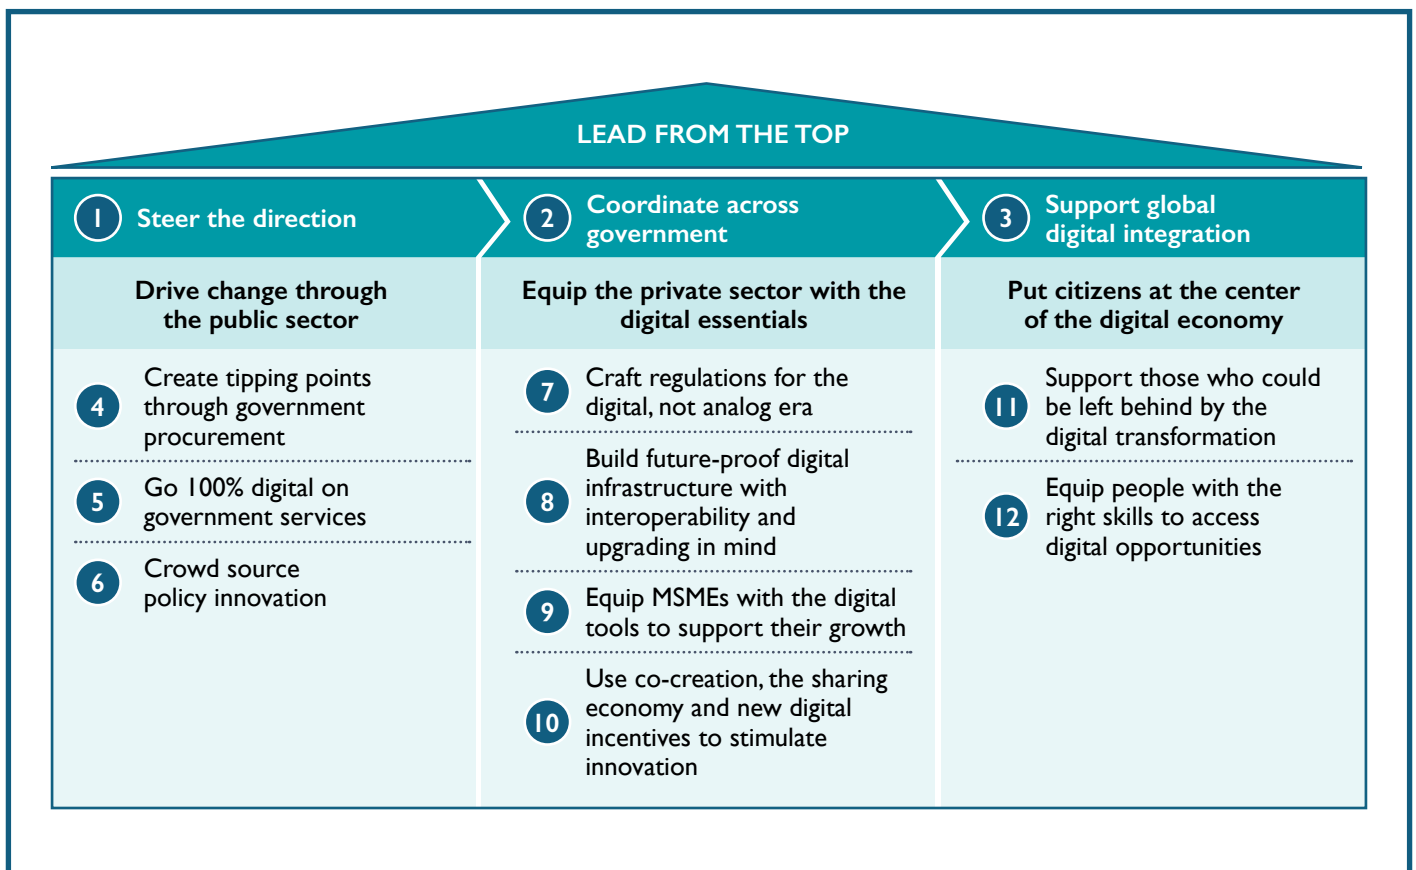 LEAD FROM THE TOP
1 Steer the direction
2 Coordinate across
government
3 Support global
digital integration
Drive change through
the public sector
4 Create tipping points
through government
procurement
5 Go 100% digital on
government services
6 Crowd source
policy innovation
Equip the private sector with the
digital essentials
7 Craft regulations for the
digital, not analog era
8 Build future-proof digital
infrastructure with
interoperability and
upgrading in mind
9 Equip MSMEs with the digital
tools to support their growth
10 Use co-creation, the sharing
economy and new digital
incentives to stimulate
innovation
Put citizens at the center
of the digital economy
11 Support those who could
be left behind by the
digital transformation
12 Equip people with the
right skills to access
digital opportunities